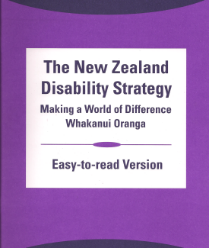 The New Zealand
Disability Strategy
Making a World of Difference
Whakanui Oranga
Easy-to-read Version